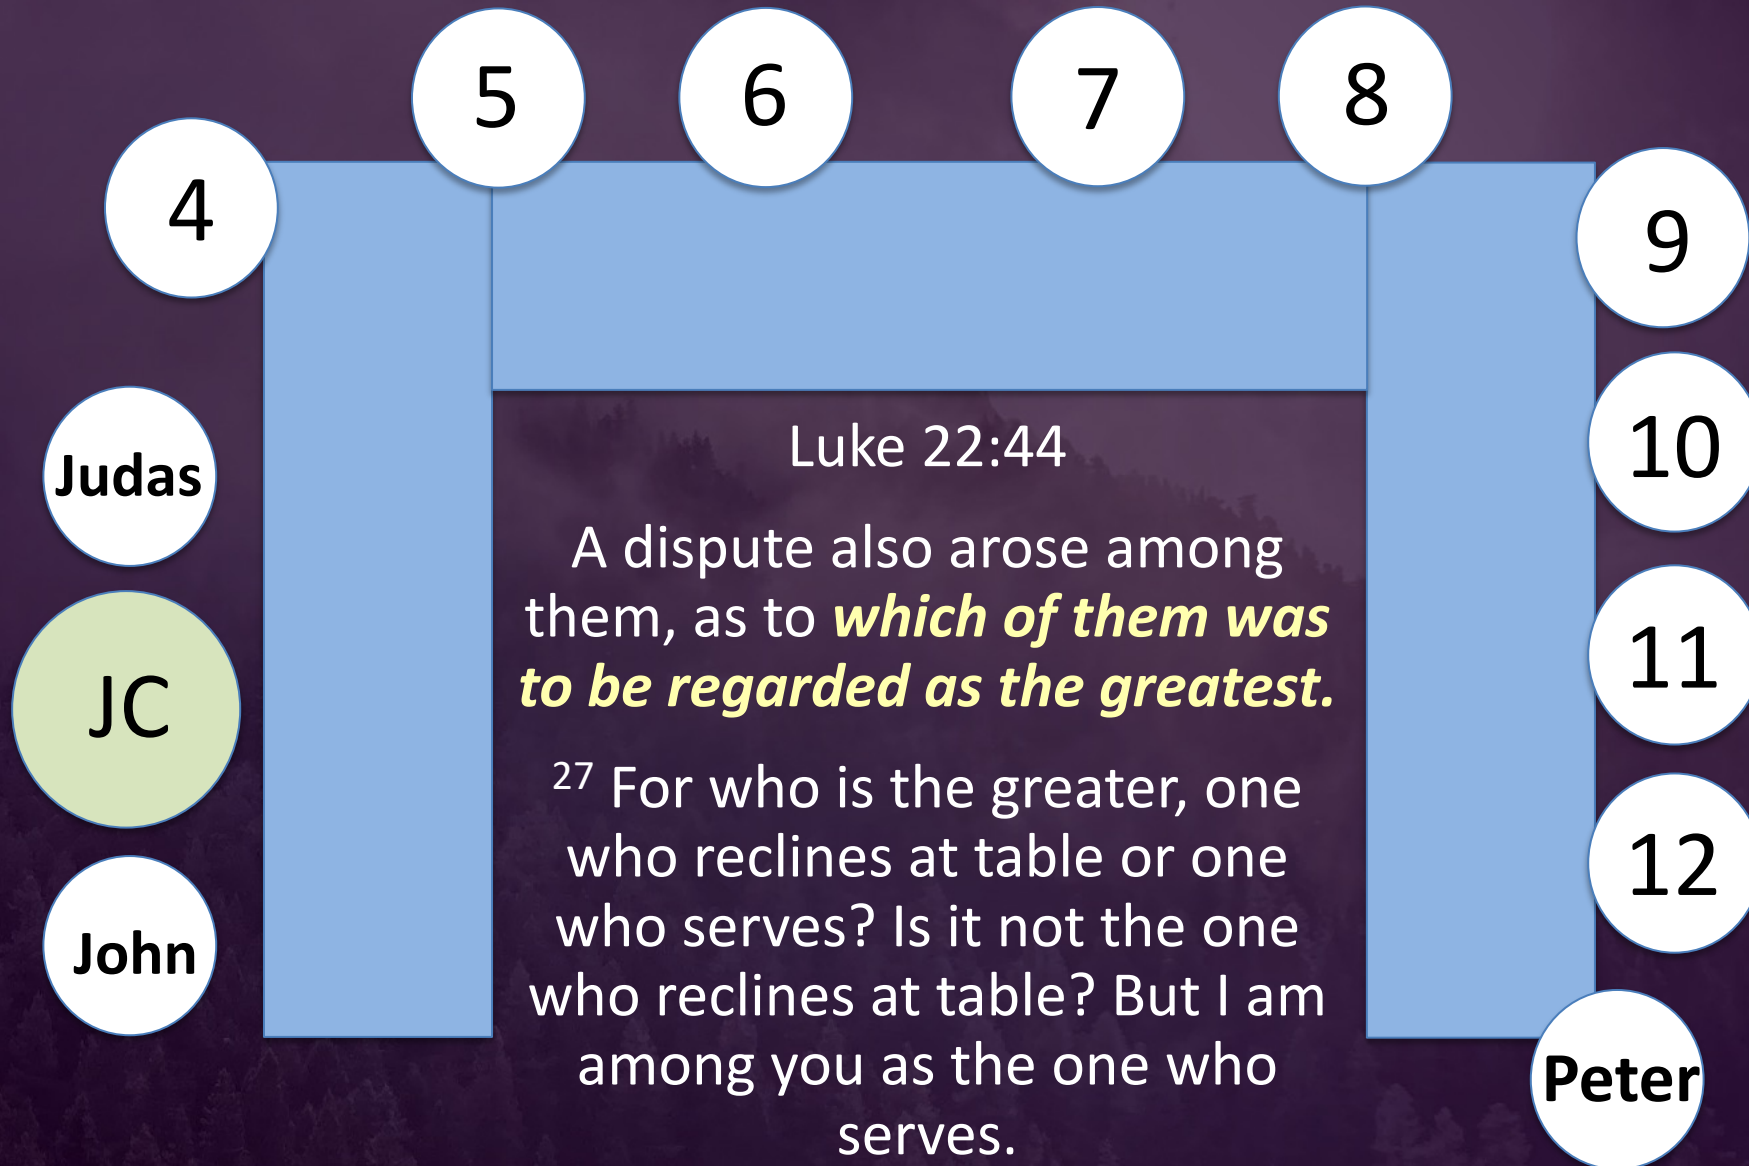 5
6
7
8
4
9
Judas
10
JC
11
John
12
Peter
Luke 22:44
A dispute also arose among
them, as to which of them was
to be regarded as the greatest.
27 For who is the greater, one
who reclines at table or one
who serves? Is it not the one
who reclines at table? But I am
among you as the one who
serves.